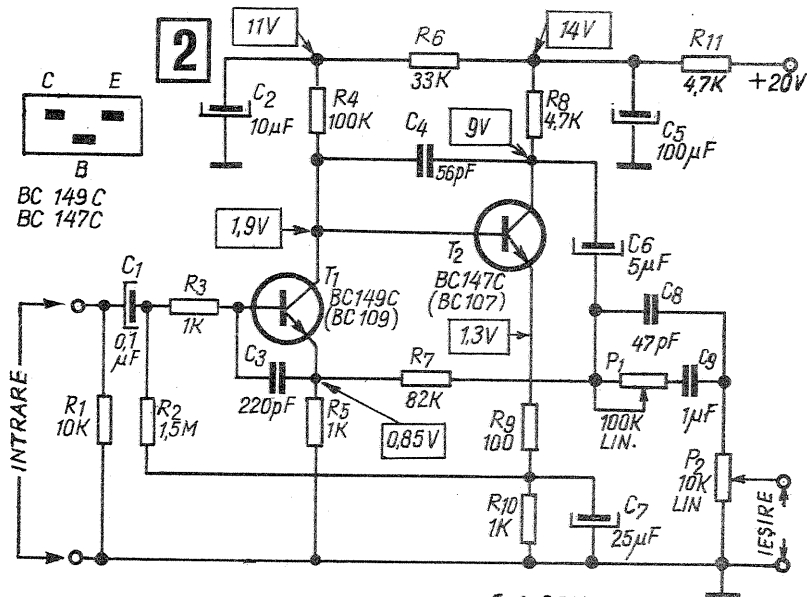 2
C E
B
BC 149C
BC 147C
11V
14V
R6
33K
R11
4,7K
+20V
C2
10µF
R4
100K
R8
4,7K
C4
56pF
9V
C5
100µF
1,9V
T2
BC147C
(BC107)
C6
5µF
C1
0,1
µF
R3
1K
T1
BC149C
(BC109)
1,3V
C8
47pF
C3
220pF
R7
82K
P1
100K
LIN.
C9
1µF
INTRARE
R1
10K
R2
1,5M
R5
1K
0,85V
R9
100
P2
10K
LIN
R10
1K
C7
25µF
IEȘIRE